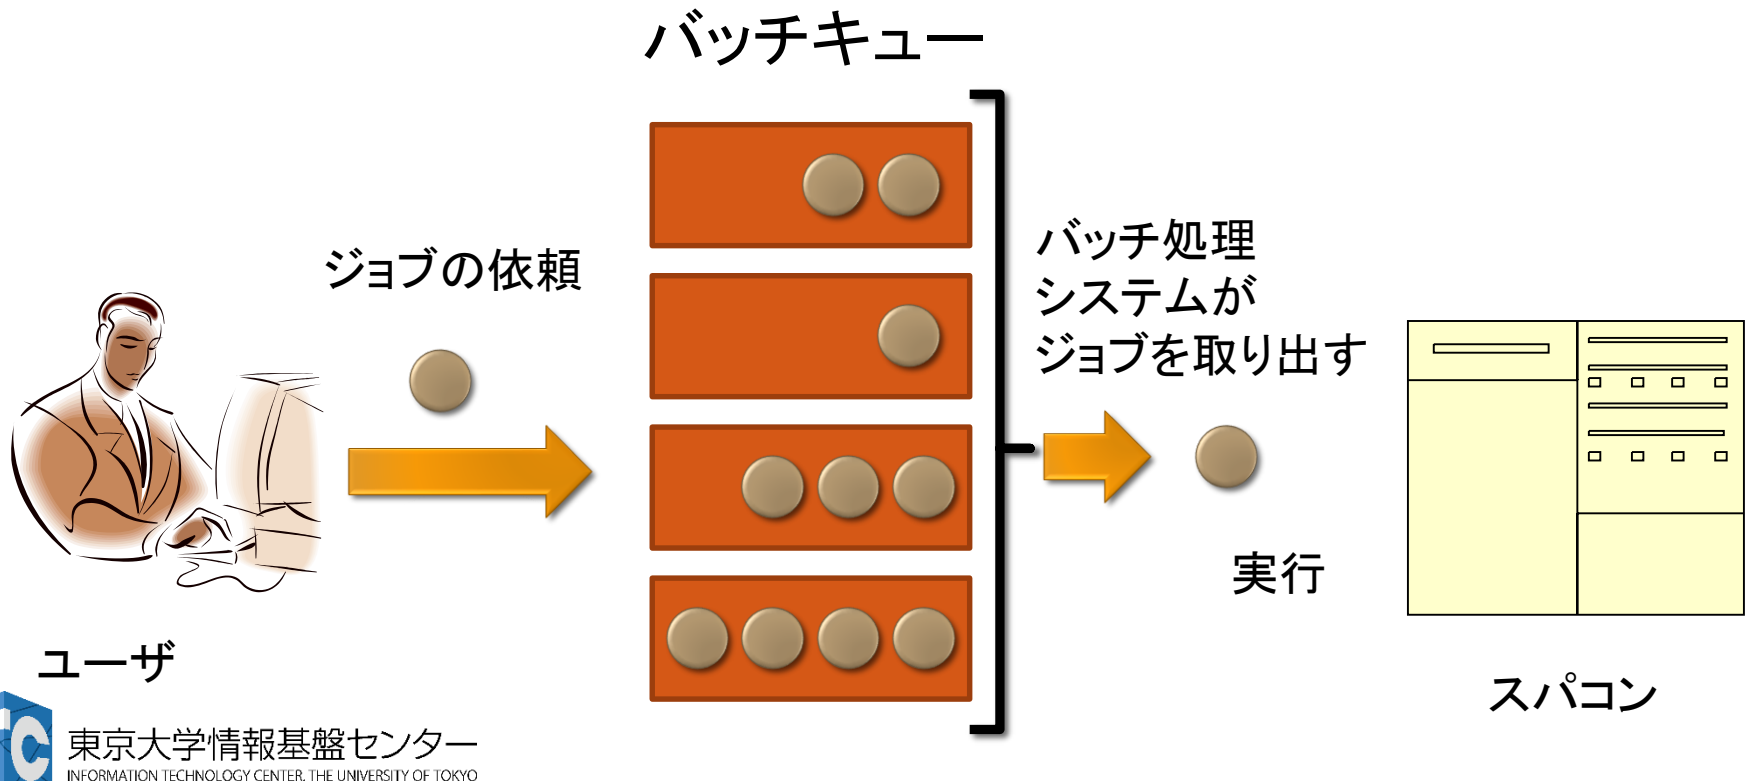 バッチキュー
ジョブの依頼
バッチ処理
システムが
ジョブを取り出す
実行
ユーザ
スパコン
東京大学情報基盤センター
INFORMATION TECHNOLOGY CENTER, THE UNIVERSITY OF TOKYO